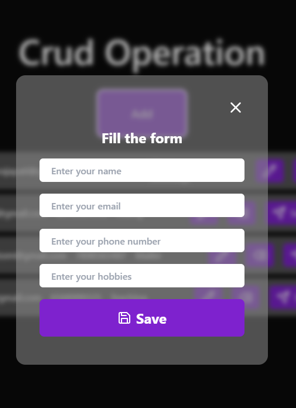 Crud Operation
Add
Fill the form
Enter your name
Enter your email
Enter your phone number
Enter your hobbies
Save